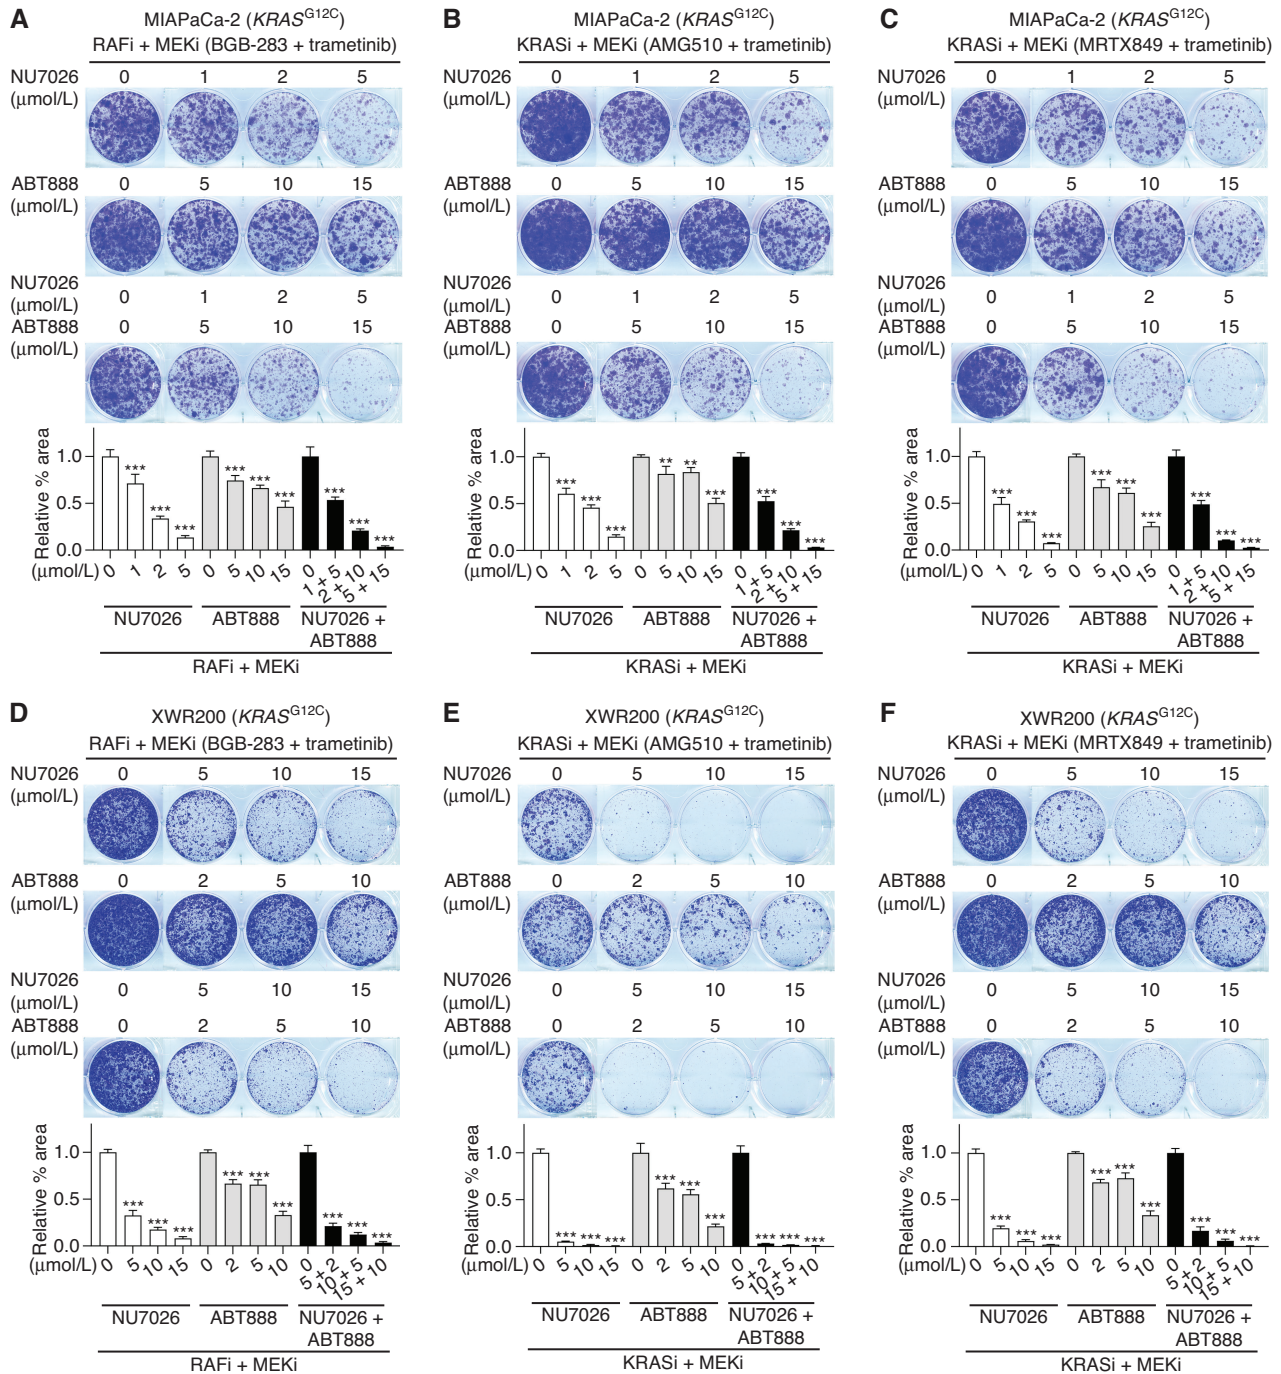 A
MIAPaCa-2 (KRASG12C)
RAFi + MEKi (BGB-283 + trametinib)
NU7026 0 1 2 5
(μmol/L)
ABT888 0 5 10 15
(μmol/L)
NU7026
(μmol/L) 0 1 2 5
ABT888 0 5 10 15
(μmol/L)
Relative % area
1.0
0.5
0.0
*** *** ***
*** *** ***
*** *** ***
(μmol/L) 0 1 2 5 0 5 10 15 0 1 + 5 2 + 10 5 + 15
NU7026 ABT888 NU7026 +
ABT888
RAFi + MEKi
B
MIAPaCa-2 (KRASG12C)
KRASi + MEKi (AMG510 + trametinib)
NU7026 0 1 2 5
(μmol/L)
ABT888 0 5 10 15
(μmol/L)
NU7026
(μmol/L) 0 1 2 5
ABT888 0 5 10 15
(μmol/L)
Relative % area
1.0
0.5
0.0
*** *** ***
** ** ***
*** *** ***
(μmol/L) 0 1 2 5 0 5 10 15 0 1 + 5 2 + 10 5 + 15
NU7026 ABT888 NU7026 +
ABT888
KRASi + MEKi
C
MIAPaCa-2 (KRASG12C)
KRASi + MEKi (MRTX849 + trametinib)
NU7026 0 1 2 5
(μmol/L)
ABT888 0 5 10 15
(μmol/L)
NU7026
(μmol/L) 0 1 2 5
ABT888 0 5 10 15
(μmol/L)
Relative % area
1.0
0.5
0.0
*** *** ***
*** *** ***
*** *** ***
(μmol/L) 0 1 2 5 0 5 10 15 0 1 + 5 2 + 10 5 + 15
NU7026 ABT888 NU7026 +
ABT888
KRASi + MEKi
D
XWR200 (KRASG12C)
RAFi + MEKi (BGB-283 + trametinib)
NU7026 0 5 10 15
(μmol/L)
ABT888 0 2 5 10
(μmol/L)
NU7026
(μmol/L) 0 5 10 15
ABT888 0 2 5 10
(μmol/L)
Relative % area
1.0
0.5
0.0
*** *** ***
*** *** ***
*** *** ***
(μmol/L) 0 5 10 15 0 2 5 10 0 5 + 2 10 + 5 15 + 10
NU7026 ABT888 NU7026 +
ABT888
RAFi + MEKi
E
XWR200 (KRASG12C)
KRASi + MEKi (AMG510 + trametinib)
NU7026 0 5 10 15
(μmol/L)
ABT888 0 2 5 10
(μmol/L)
NU7026
(μmol/L) 0 5 10 15
ABT888 0 2 5 10
(μmol/L)
Relative % area
1.0
0.5
0.0
*** *** ***
*** *** ***
*** *** ***
(μmol/L) 0 5 10 15 0 2 5 10 0 5 + 2 10 + 5 15 + 10
NU7026 ABT888 NU7026 +
ABT888
KRASi + MEKi
F
XWR200 (KRASG12C)
KRASi + MEKi (MRTX849 + trametinib)
NU7026 0 5 10 15
(μmol/L)
ABT888 0 2 5 10
(μmol/L)
NU7026
(μmol/L) 0 5 10 15
ABT888 0 2 5 10
(μmol/L)
Relative % area
1.0
0.5
0.0
*** *** ***
*** *** ***
*** *** ***
(μmol/L) 0 5 10 15 0 2 5 10 0 5 + 2 10 + 5 15 + 10
NU7026 ABT888 NU7026 +
ABT888
KRASi + MEKi